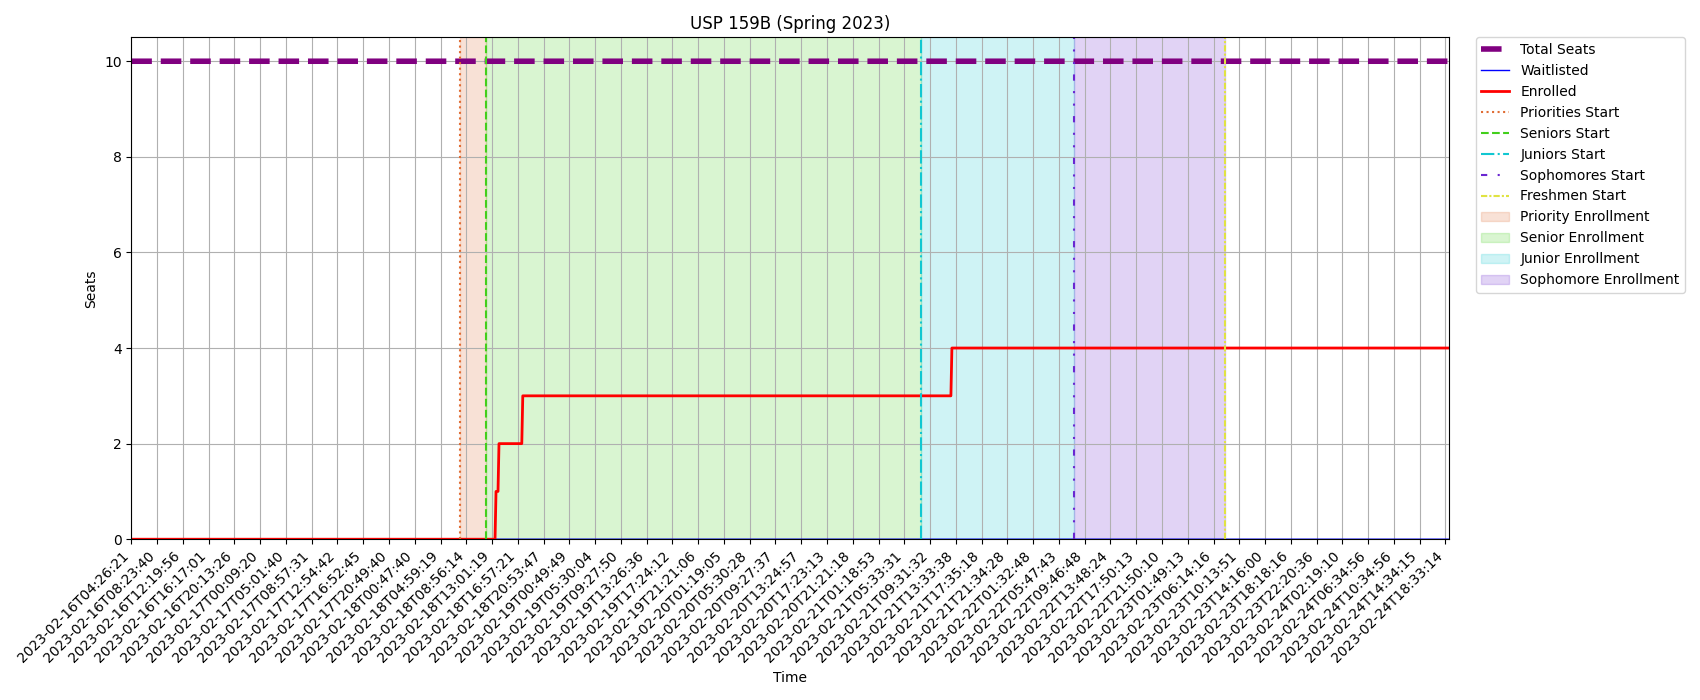 USP 159B (Spring 2023)
Seats
10
8
6
4
2
0
2023-02-16T04:26:21
2023-02-16T08:23:40
2023-02-16T12:19:56
2023-02-16T16:17:01
2023-02-16T20:13:26
2023-02-17T00:09:20
2023-02-17T05:01:40
2023-02-17T08:57:31
2023-02-17T12:54:42
2023-02-17T16:52:45
2023-02-17T20:49:40
2023-02-18T00:47:40
2023-02-18T04:59:19
2023-02-18T08:56:14
2023-02-18T13:01:19
2023-02-18T16:57:21
2023-02-18T20:53:47
2023-02-19T00:49:49
2023-02-19T05:30:04
2023-02-19T09:27:50
2023-02-19T13:26:36
2023-02-19T17:24:12
2023-02-19T21:21:06
2023-02-20T01:19:05
2023-02-20T05:30:28
2023-02-20T09:27:37
2023-02-20T13:24:57
2023-02-20T17:23:13
2023-02-20T21:21:18
2023-02-21T01:18:53
2023-02-21T05:33:31
2023-02-21T09:31:32
2023-02-21T13:33:38
2023-02-21T17:35:18
2023-02-21T21:34:28
2023-02-22T01:32:48
2023-02-22T05:47:43
2023-02-22T09:46:48
2023-02-22T13:48:24
2023-02-22T17:50:13
2023-02-22T21:50:10
2023-02-23T01:49:13
2023-02-23T06:14:16
2023-02-23T10:13:51
2023-02-23T14:16:00
2023-02-23T18:18:16
2023-02-23T22:20:36
2023-02-24T02:19:10
2023-02-24T06:34:56
2023-02-24T10:34:56
2023-02-24T14:34:15
2023-02-24T18:33:14
Time
Total Seats
Waitlisted
Enrolled
Priorities Start
Seniors Start
Juniors Start
Sophomores Start
Freshmen Start
Priority Enrollment
Senior Enrollment
Junior Enrollment
Sophomore Enrollment